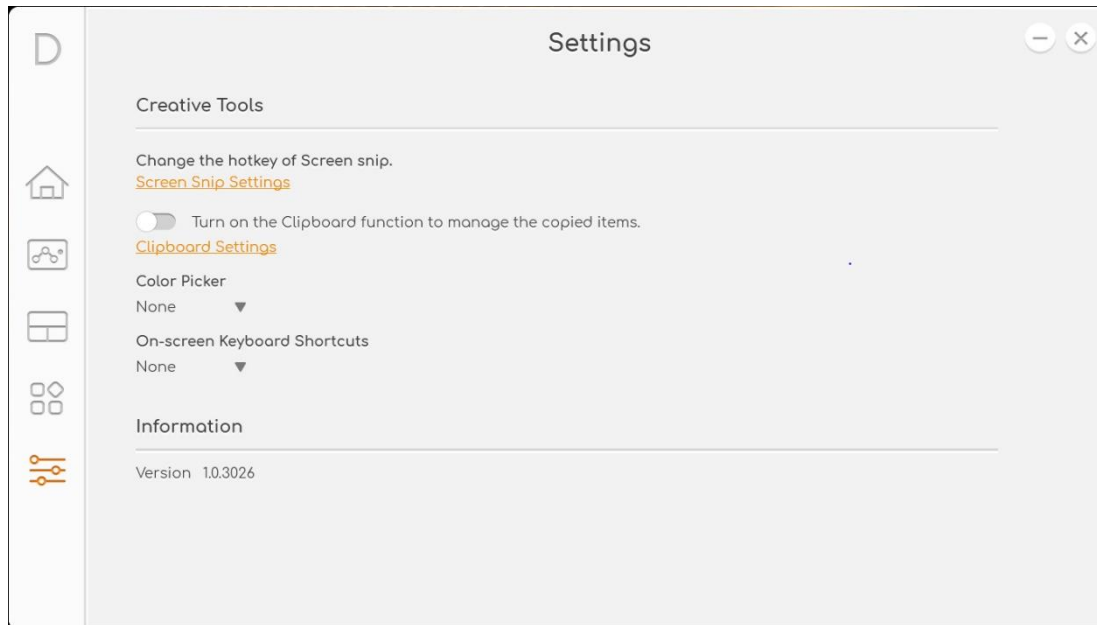 D
Settings
Creative Tools
Change the hotkey of Screen snip.
Screen Snip Settings
Turn on the Clipboard function to manage the copied items.
Clipboard Settings
Color Picker
None
On-screen Keyboard Shortcuts
None
Information
Version 1.0.3026